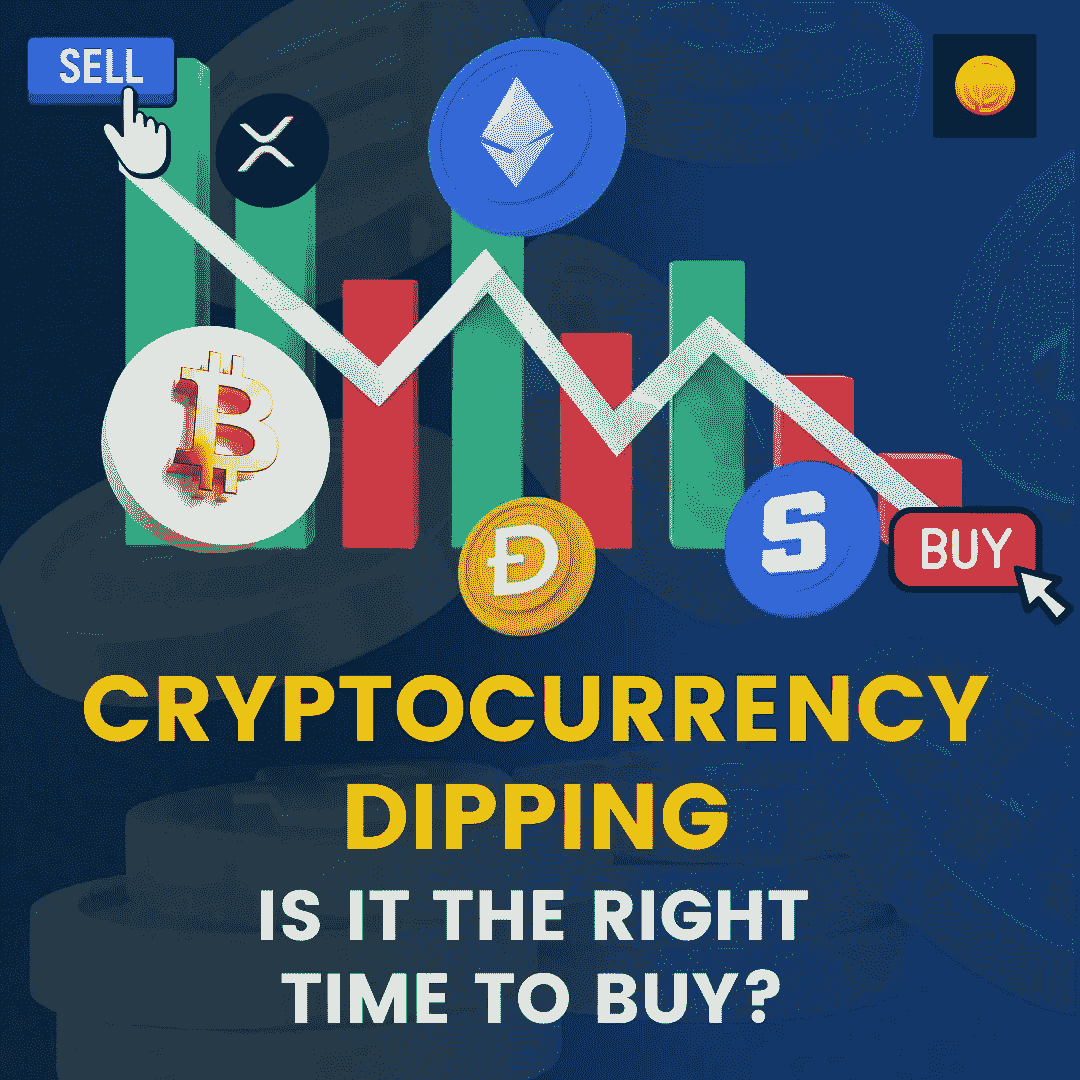 SELL
BUY
CRYPTOCURRENCY
DIPPING
IS IT THE RIGHT
TIME TO BUY?